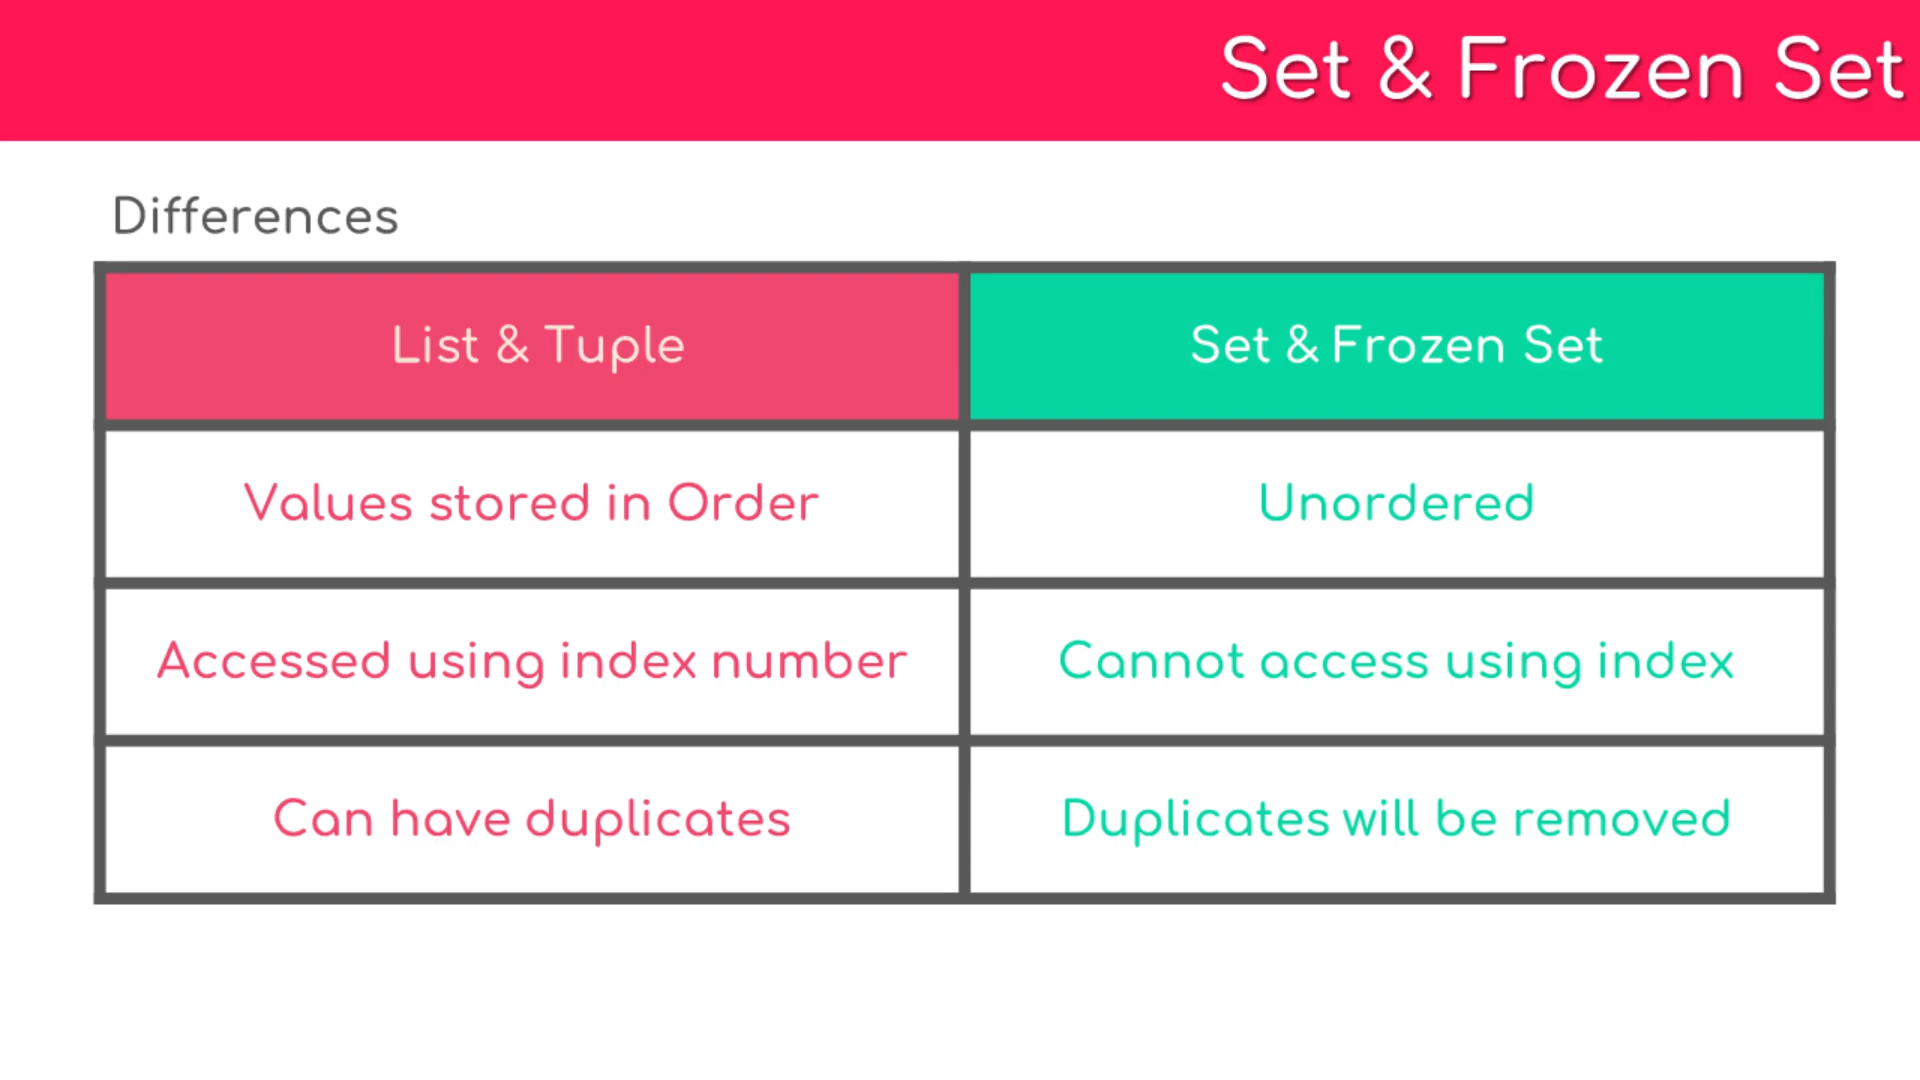 Set & Frozen Set
Differences
List & Tuple
Set & Frozen Set
Values stored in Order
Unordered
Accessed using index number
Cannot access using index
Can have duplicates
Duplicates will be removed